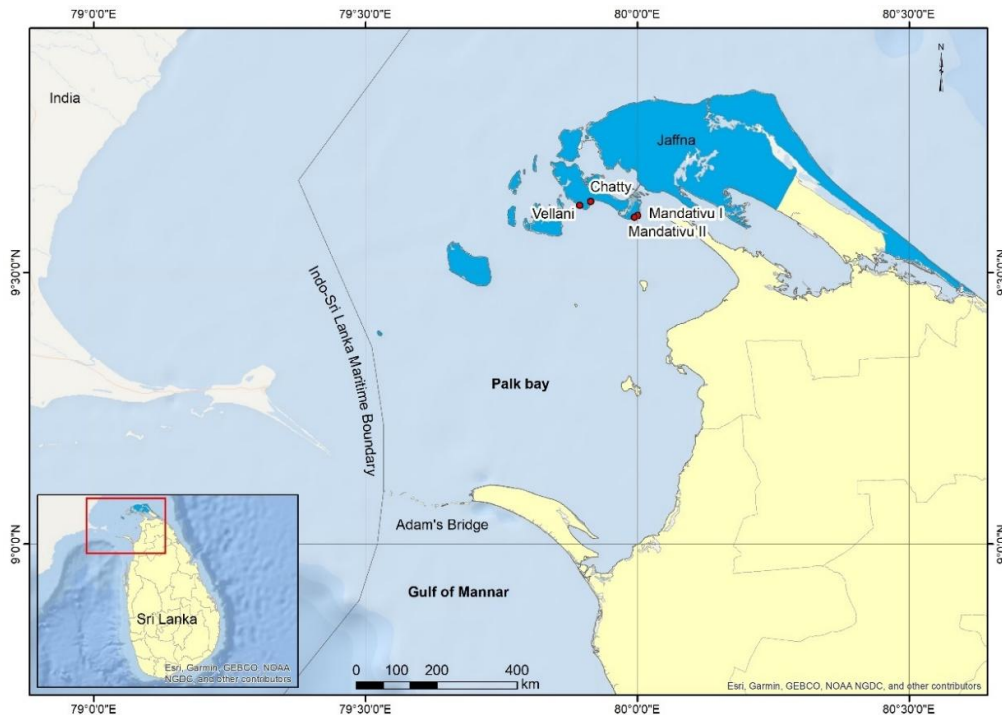 79°0'0"E
79°30'0"E
80°0'0"E
80°30'0"E
N
India
Jaffna
Chatty
Vellani
Mandativu I
Mandativu II
9°30'0"N
9°30'0"N
Indo-Sri Lanka Maritime Boundary
Palk bay
Adam's Bridge
9°0'0"N
9°0'0"N
Gulf of Mannar
Sri Lanka
Esri, Garmin, GEBCO, NOAA
NGDC, and other contributors
0 100 200 400
km
Esri, Garmin, GEBCO, NOAA NGDC, and other contributors
79°0'0"E
79°30'0"E
80°0'0"E
80°30'0"E